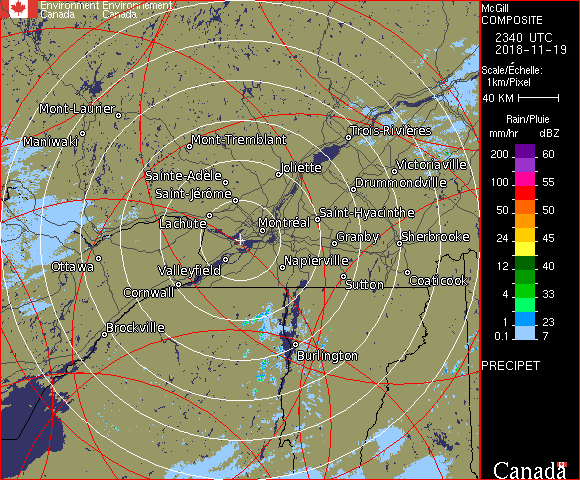 Environment Environnement
Canada Canada
McGill
COMPOSITE
2340 UTC
2018-11-19
Scale/Échelle:
1km/Pixel
40 KM
Rain/Pluie
mm/hr dBZ
200 60
100 55
50 50
24 45
12 40
4 33
1 23
0.1 7
PRECIPET
Mont-Laurier
Maniwaki
Mont-Tremblant
Trois-Rivières
Sainte-Adèle
Joliette
Victoriaville
Saint-Jérôme
Drummondville
Lachute
Montréal
Saint-Hyacinthe
Granby
Sherbrooke
Ottawa
Valleyfield
Napierville
Cornwall
Sutton
Coaticook
Brockville
Burlington
Canada